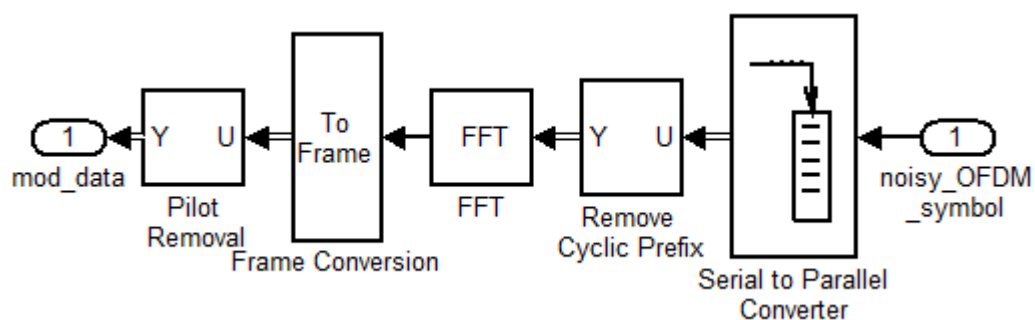 1
mod_data
Y U
Pilot
Removal
To
Frame
Frame Conversion
FFT
FFT
Y U
Remove
Cyclic Prefix
Serial to Parallel
Converter
1
noisy_OFDM
_symbol